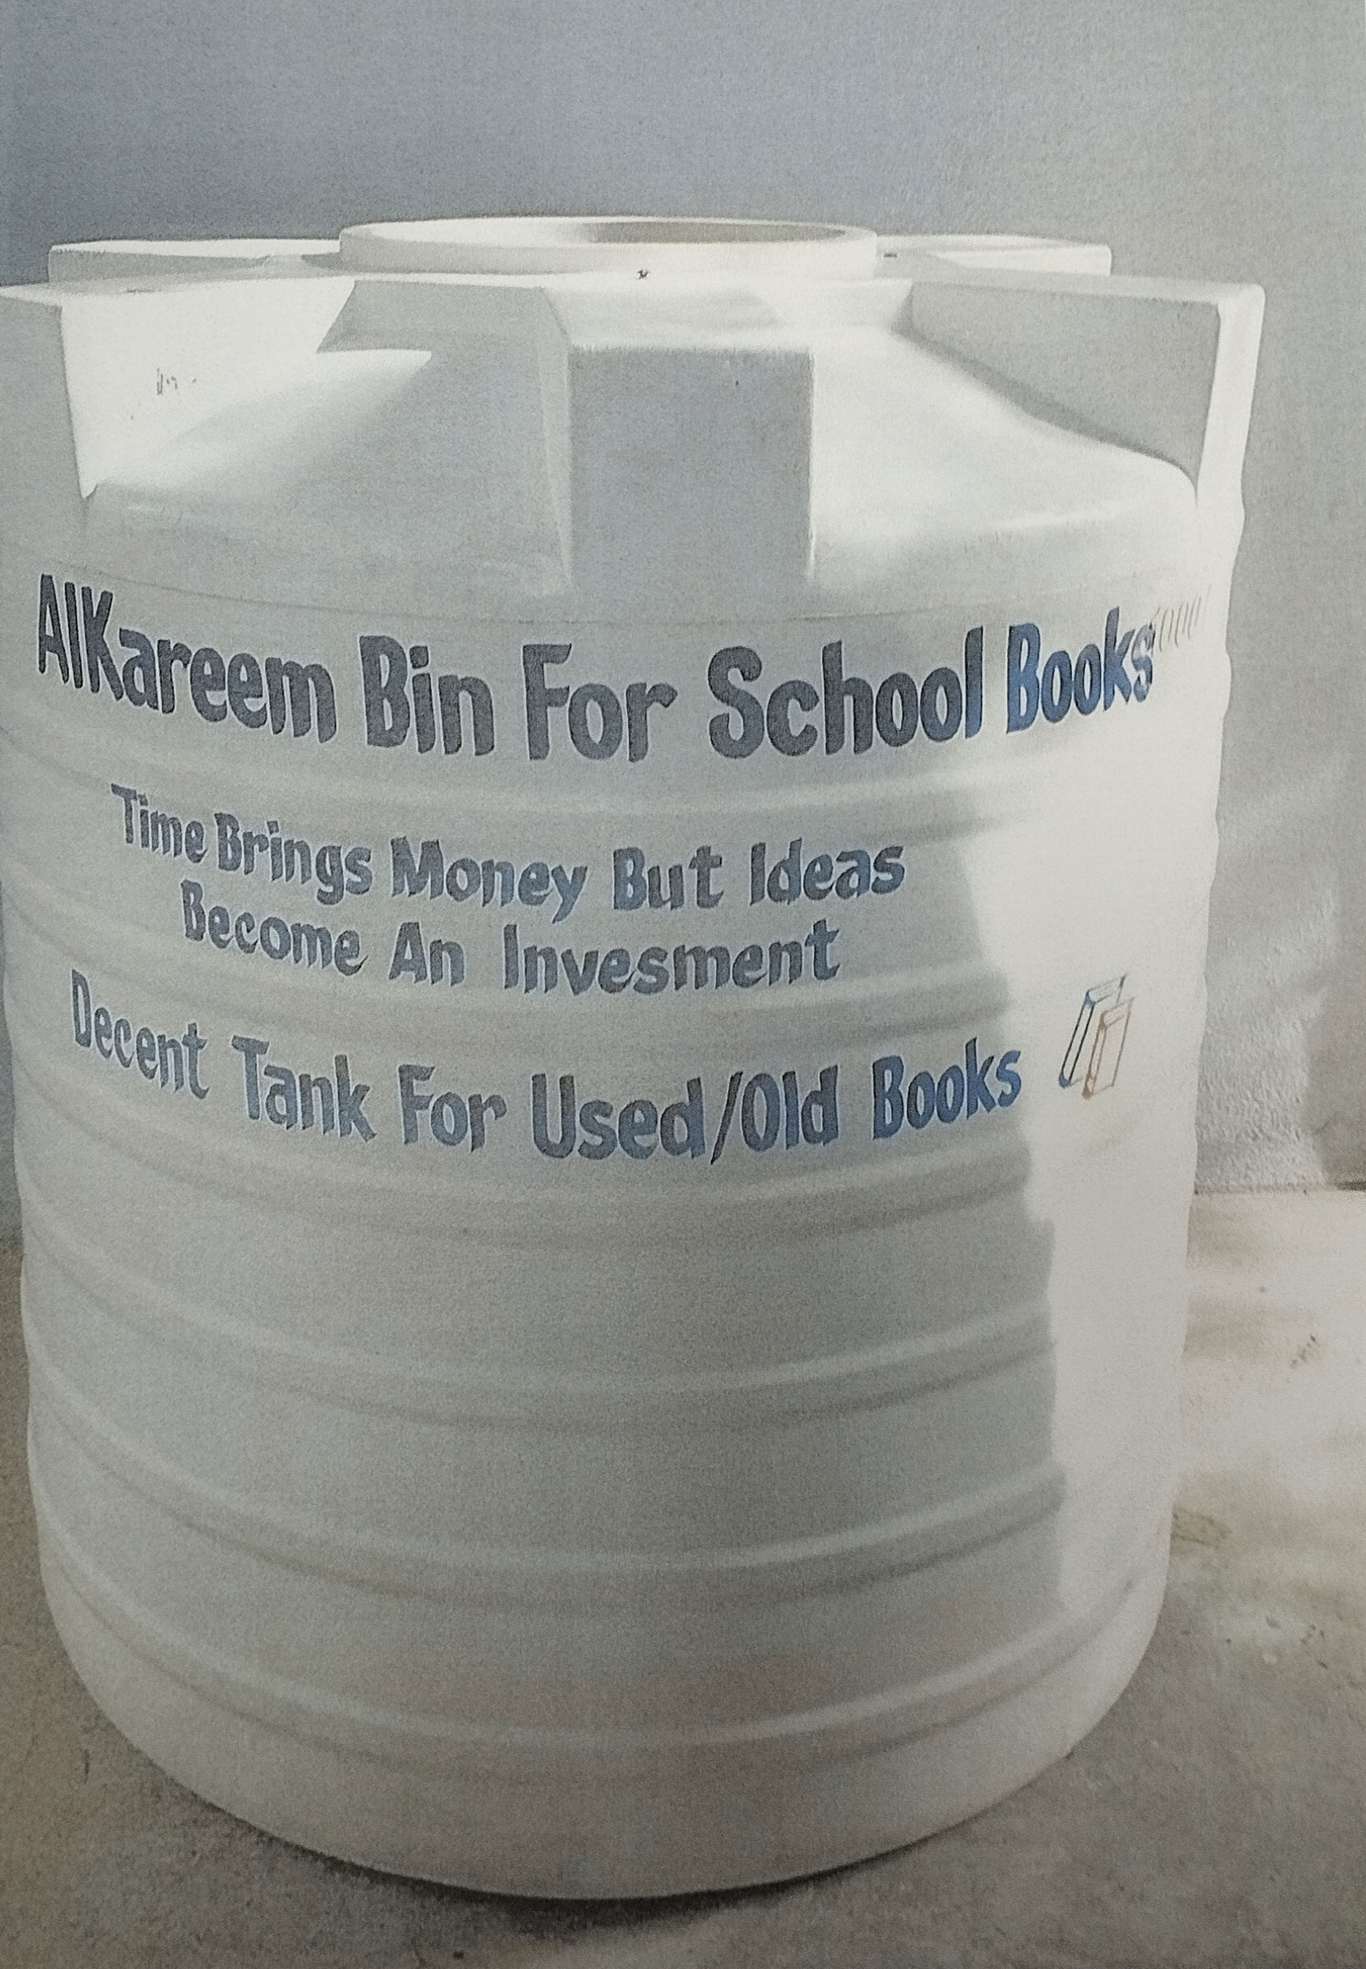 AlKareem Bin For School Books
Time Brings Money But Ideas
Become An Invesment
Decent Tank For Used/Old Books